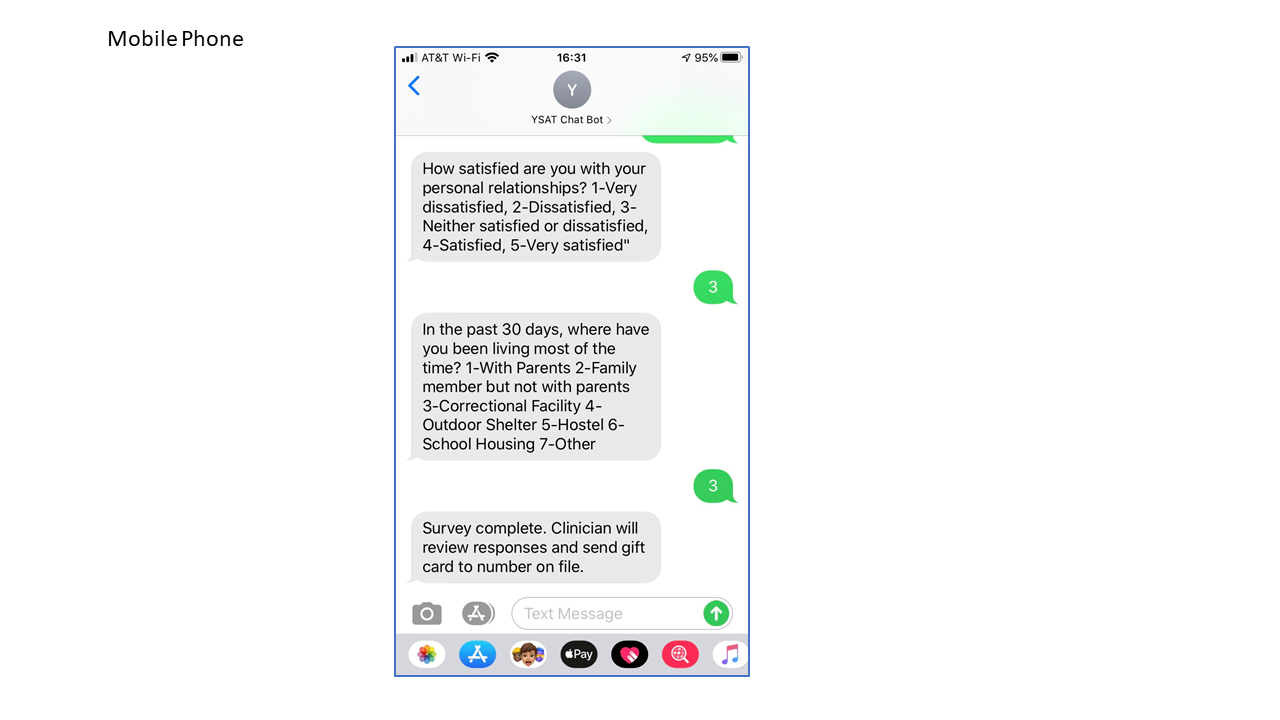 Mobile Phone
AT&T Wi-Fi
16:31
95%
Y
YSAT Chat Bot
How satisfied are you with your
personal relationships? 1-Very
dissatisfied, 2-Dissatisfied, 3-
Neither satisfied or dissatisfied,
4-Satisfied, 5-Very satisfied"
3
In the past 30 days, where have
you been living most of the
time? 1-With Parents 2-Family
member but not with parents
3-Correctional Facility 4-
Outdoor Shelter 5-Hostel 6-
School Housing 7-Other
3
Survey complete. Clinician will
review responses and send gift
card to number on file.
Text Message
Pay